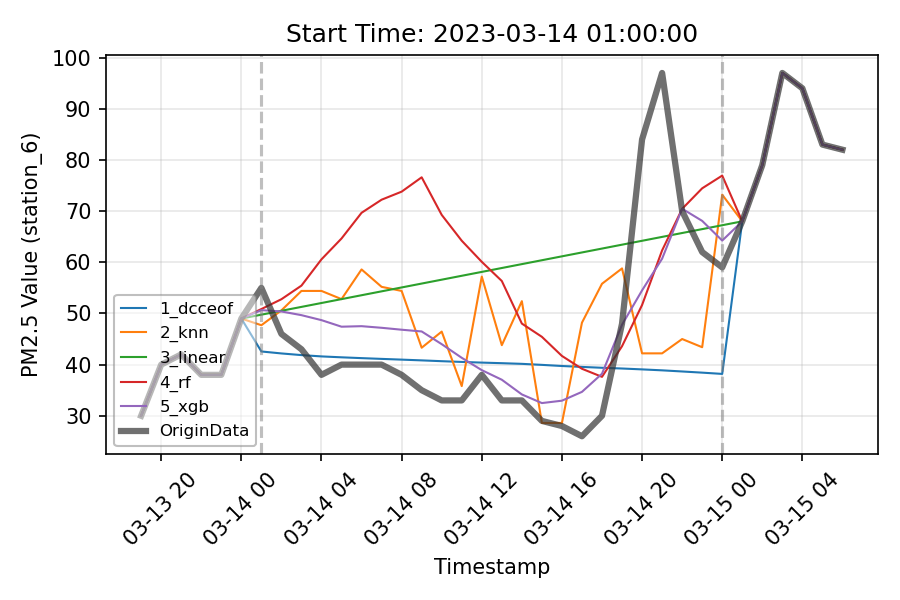 Start Time: 2023-03-14 01:00:00
PM2.5 Value (station_6)
100
90
80
70
60
50
40
30
1_dcceof
2_knn
3_linear
4_rf
5_xgb
OriginData
03-13 20
03-14 00
03-14 04
03-14 08
03-14 12
03-14 16
03-14 20
03-15 00
03-15 04
Timestamp